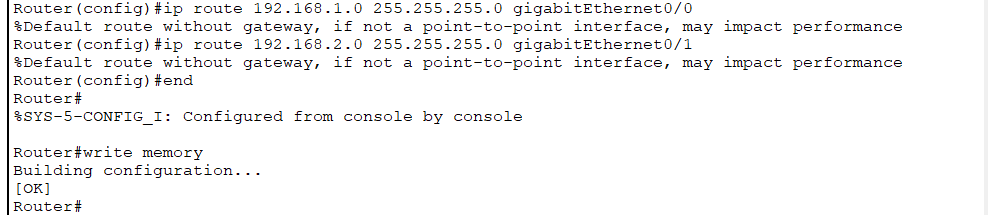 Router(config)#ip route 192.168.1.0 255.255.255.0 gigabitEthernet0/0
%Default route without gateway, if not a point-to-point interface, may impact performance
Router(config)#ip route 192.168.2.0 255.255.255.0 gigabitEthernet0/1
%Default route without gateway, if not a point-to-point interface, may impact performance
Router(config)#end
Router#
%SYS-5-CONFIG_I: Configured from console by console
Router#write memory
Building configuration...
[OK]
Router#